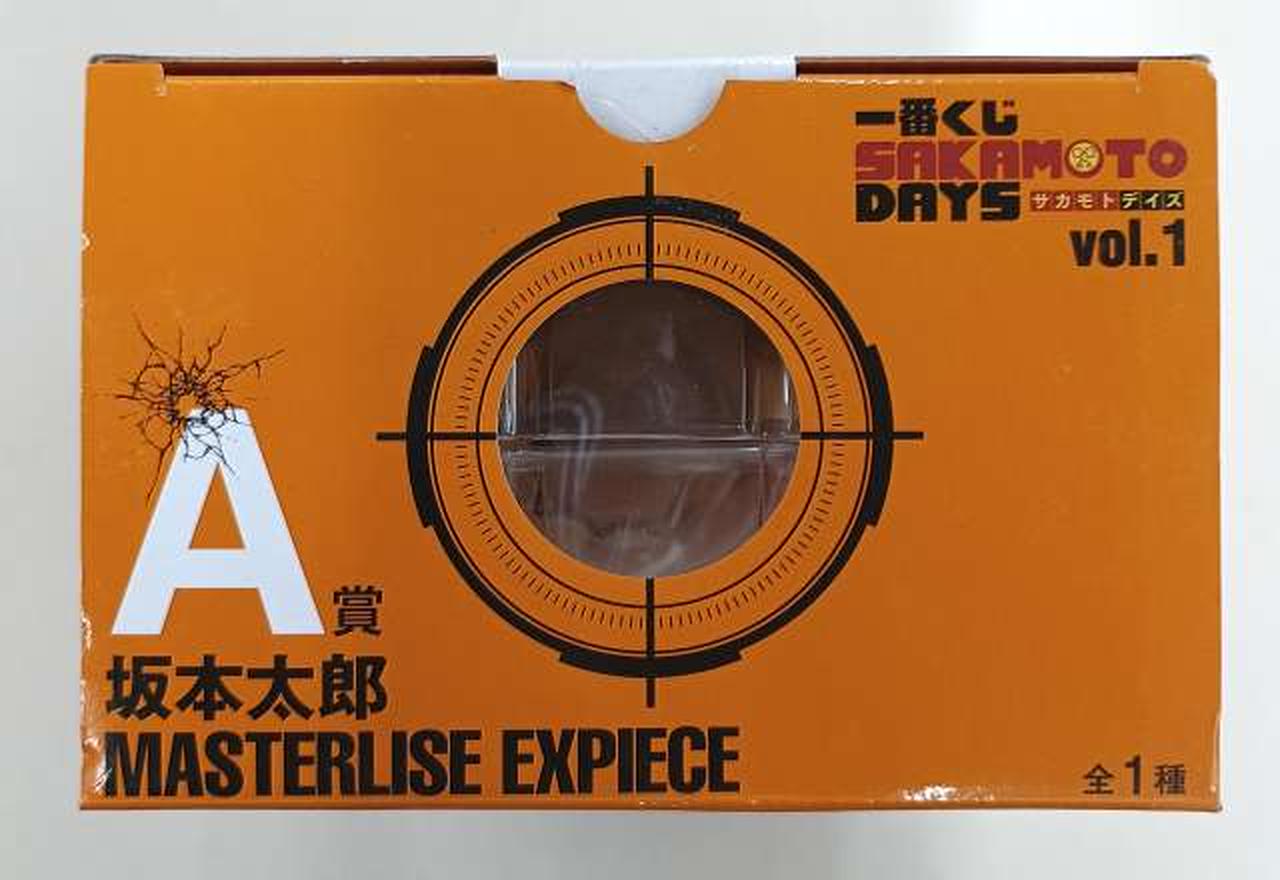 一番くじ
SAKAMOTO
DAYS サカモトデイズ
vol.1
A賞
坂本太郎
MASTERLISE EXPIECE
全1種